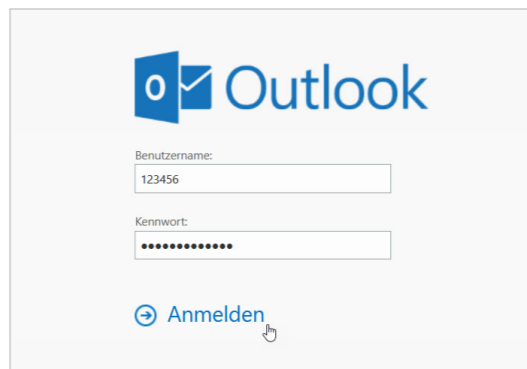 Outlook
Benutzername:
123456
Kennwort:
•••••••••••••
Anmelden